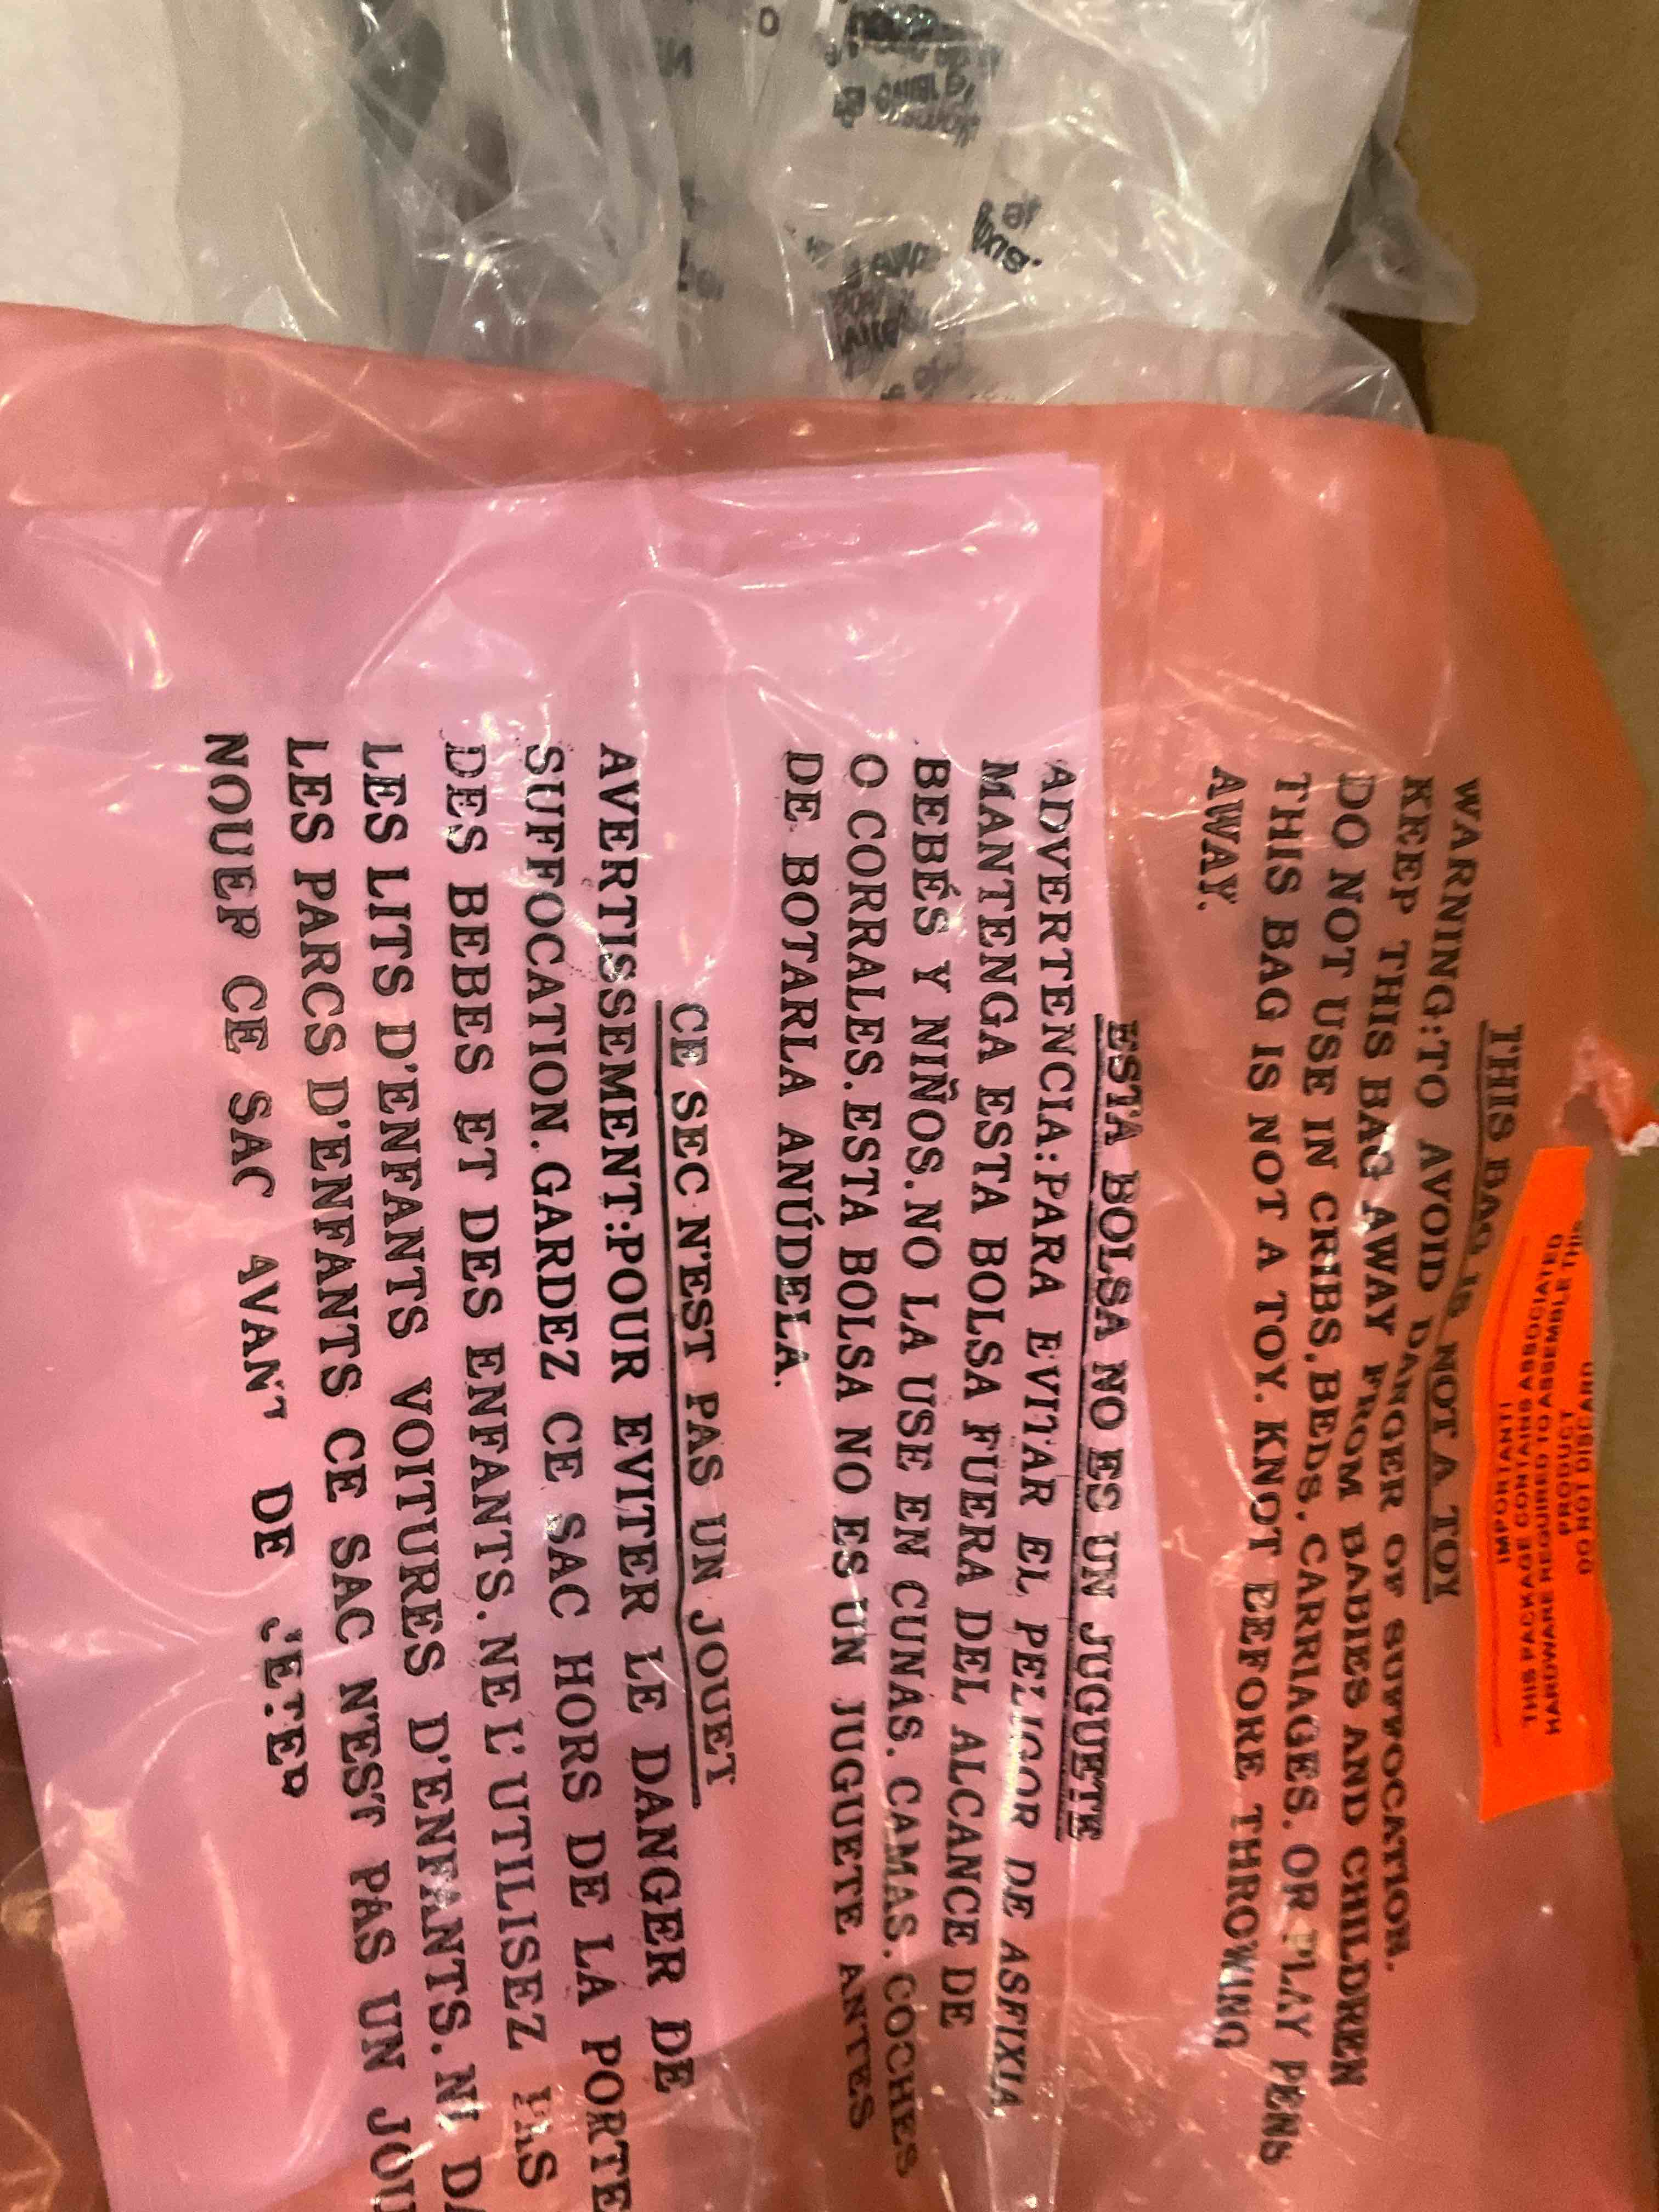 THIS BAG IS NOT A TOY
WARNING:TO AVOID DANGER OF SUFFOCATION.
KEEP THIS BAG AWAY FROM BABIES AND CHILDREN
DO NOT USE IN CRIBS.BEDS.CARRIAGES.OR PLAY PENS
THIS BAG IS NOT A TOY.KNOT BEFORE THROWING
AWAY.
ESTA BOLSA NO ES UN JUGUETE
ADVERTENCIA:PARA EVITAR EL PELIGOR DE ASFIXIA
MANTENGA ESTA BOLSA FUERA DEL ALCANCE DE
BEBÉS Y NIÑOS.NO LA USE EN CUNAS.CAMAS.COCHES
O CORRALES.ESTA BOLSA NO ES UN JUGUETE ANTES
DE BOTARLA ANÚDELA.
CE SEC N'EST PAS UN JOUET
AVERTISSEMENT:POUR EVITER LE DANGER DE
SUFFOCATION.GARDEZ CE SAC HORS DE LA PORTE
DES BEBES ET DES ENFANTS.NE L'UTILISEZ PAS
LES LITS D'ENFANTS VOITURES D'ENFANTS.NI
LES PARCS D'ENFANTS CE SAC N'EST PAS UN
NOUER CE SAC AVANT DE JETER
IMPORTANT!
THIS PACKAGE CONTAINS ASSOCIATED
HARDWARE REQUIRED TO ASSEMBLE THIS
PRODUCT
DO NOT DISCARD